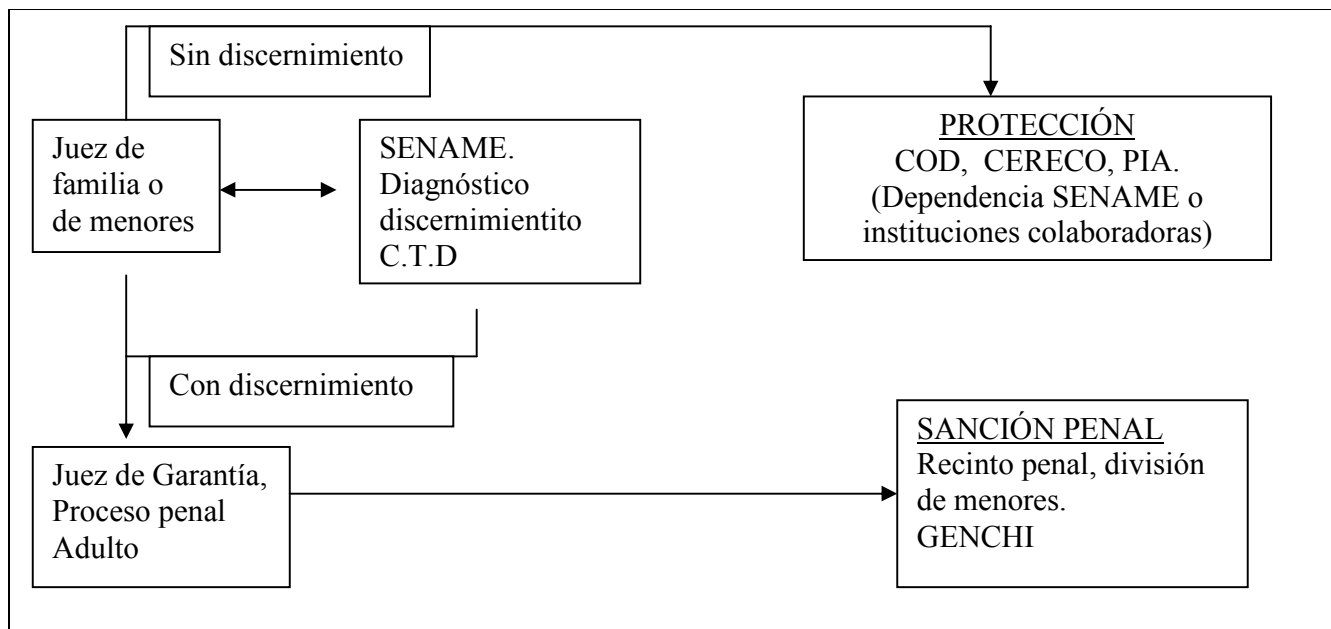 Sin discernimiento
Juez de
familia o
de menores
SENAME.
Diagnóstico
discernimientito
C.T.D
PROTECCIÓN
COD, CERECO, PIA.
(Dependencia SENAME o
instituciones colaboradoras)
Con discernimiento
Juez de Garantía,
Proceso penal
Adulto
SANCIÓN PENAL
Recinto penal, división
de menores.
GENCHI